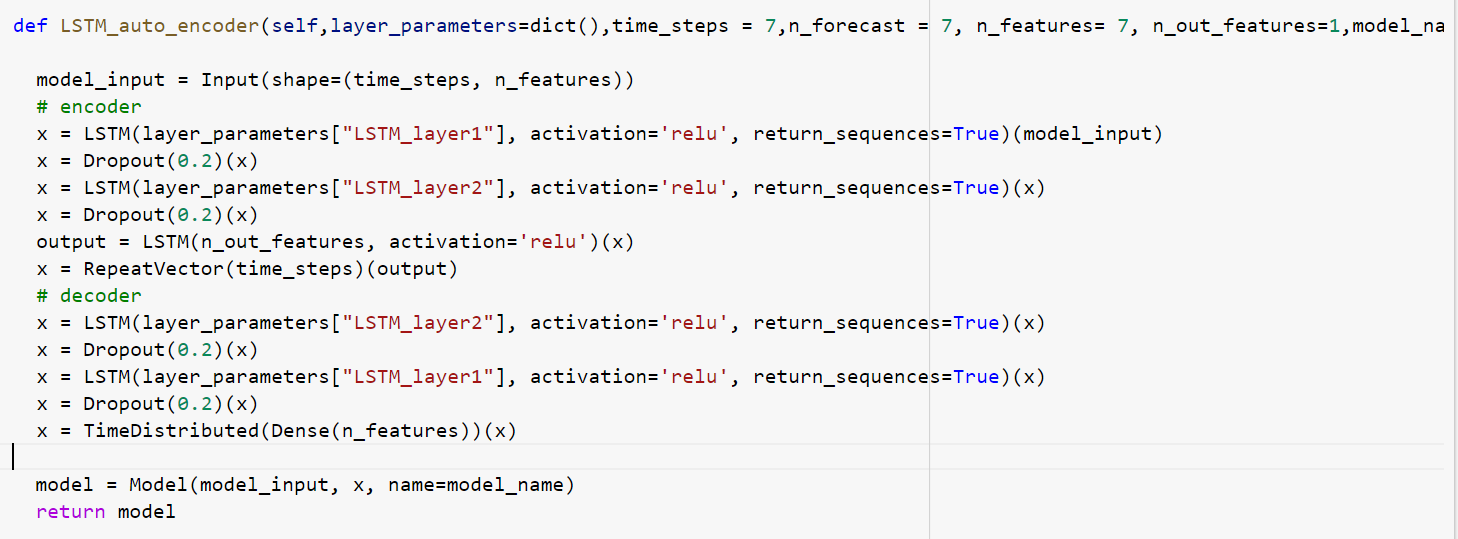 def LSTM_auto_encoder(self,layer_parameters=dict(),time_steps = 7,n_forecast = 7, n_features= 7, n_out_features=1,model_na
model_input = Input(shape=(time_steps, n_features))
# encoder
x = LSTM(layer_parameters["LSTM_layer1"], activation='relu', return_sequences=True)(model_input)
x = Dropout(0.2)(x)
x = LSTM(layer_parameters["LSTM_layer2"], activation='relu', return_sequences=True)(x)
x = Dropout(0.2)(x)
output = LSTM(n_out_features, activation='relu')(x)
x = RepeatVector(time_steps)(output)
# decoder
x = LSTM(layer_parameters["LSTM_layer2"], activation='relu', return_sequences=True)(x)
x = Dropout(0.2)(x)
x = LSTM(layer_parameters["LSTM_layer1"], activation='relu', return_sequences=True)(x)
x = Dropout(0.2)(x)
x = TimeDistributed(Dense(n_features))(x)
model = Model(model_input, x, name=model_name)
return model